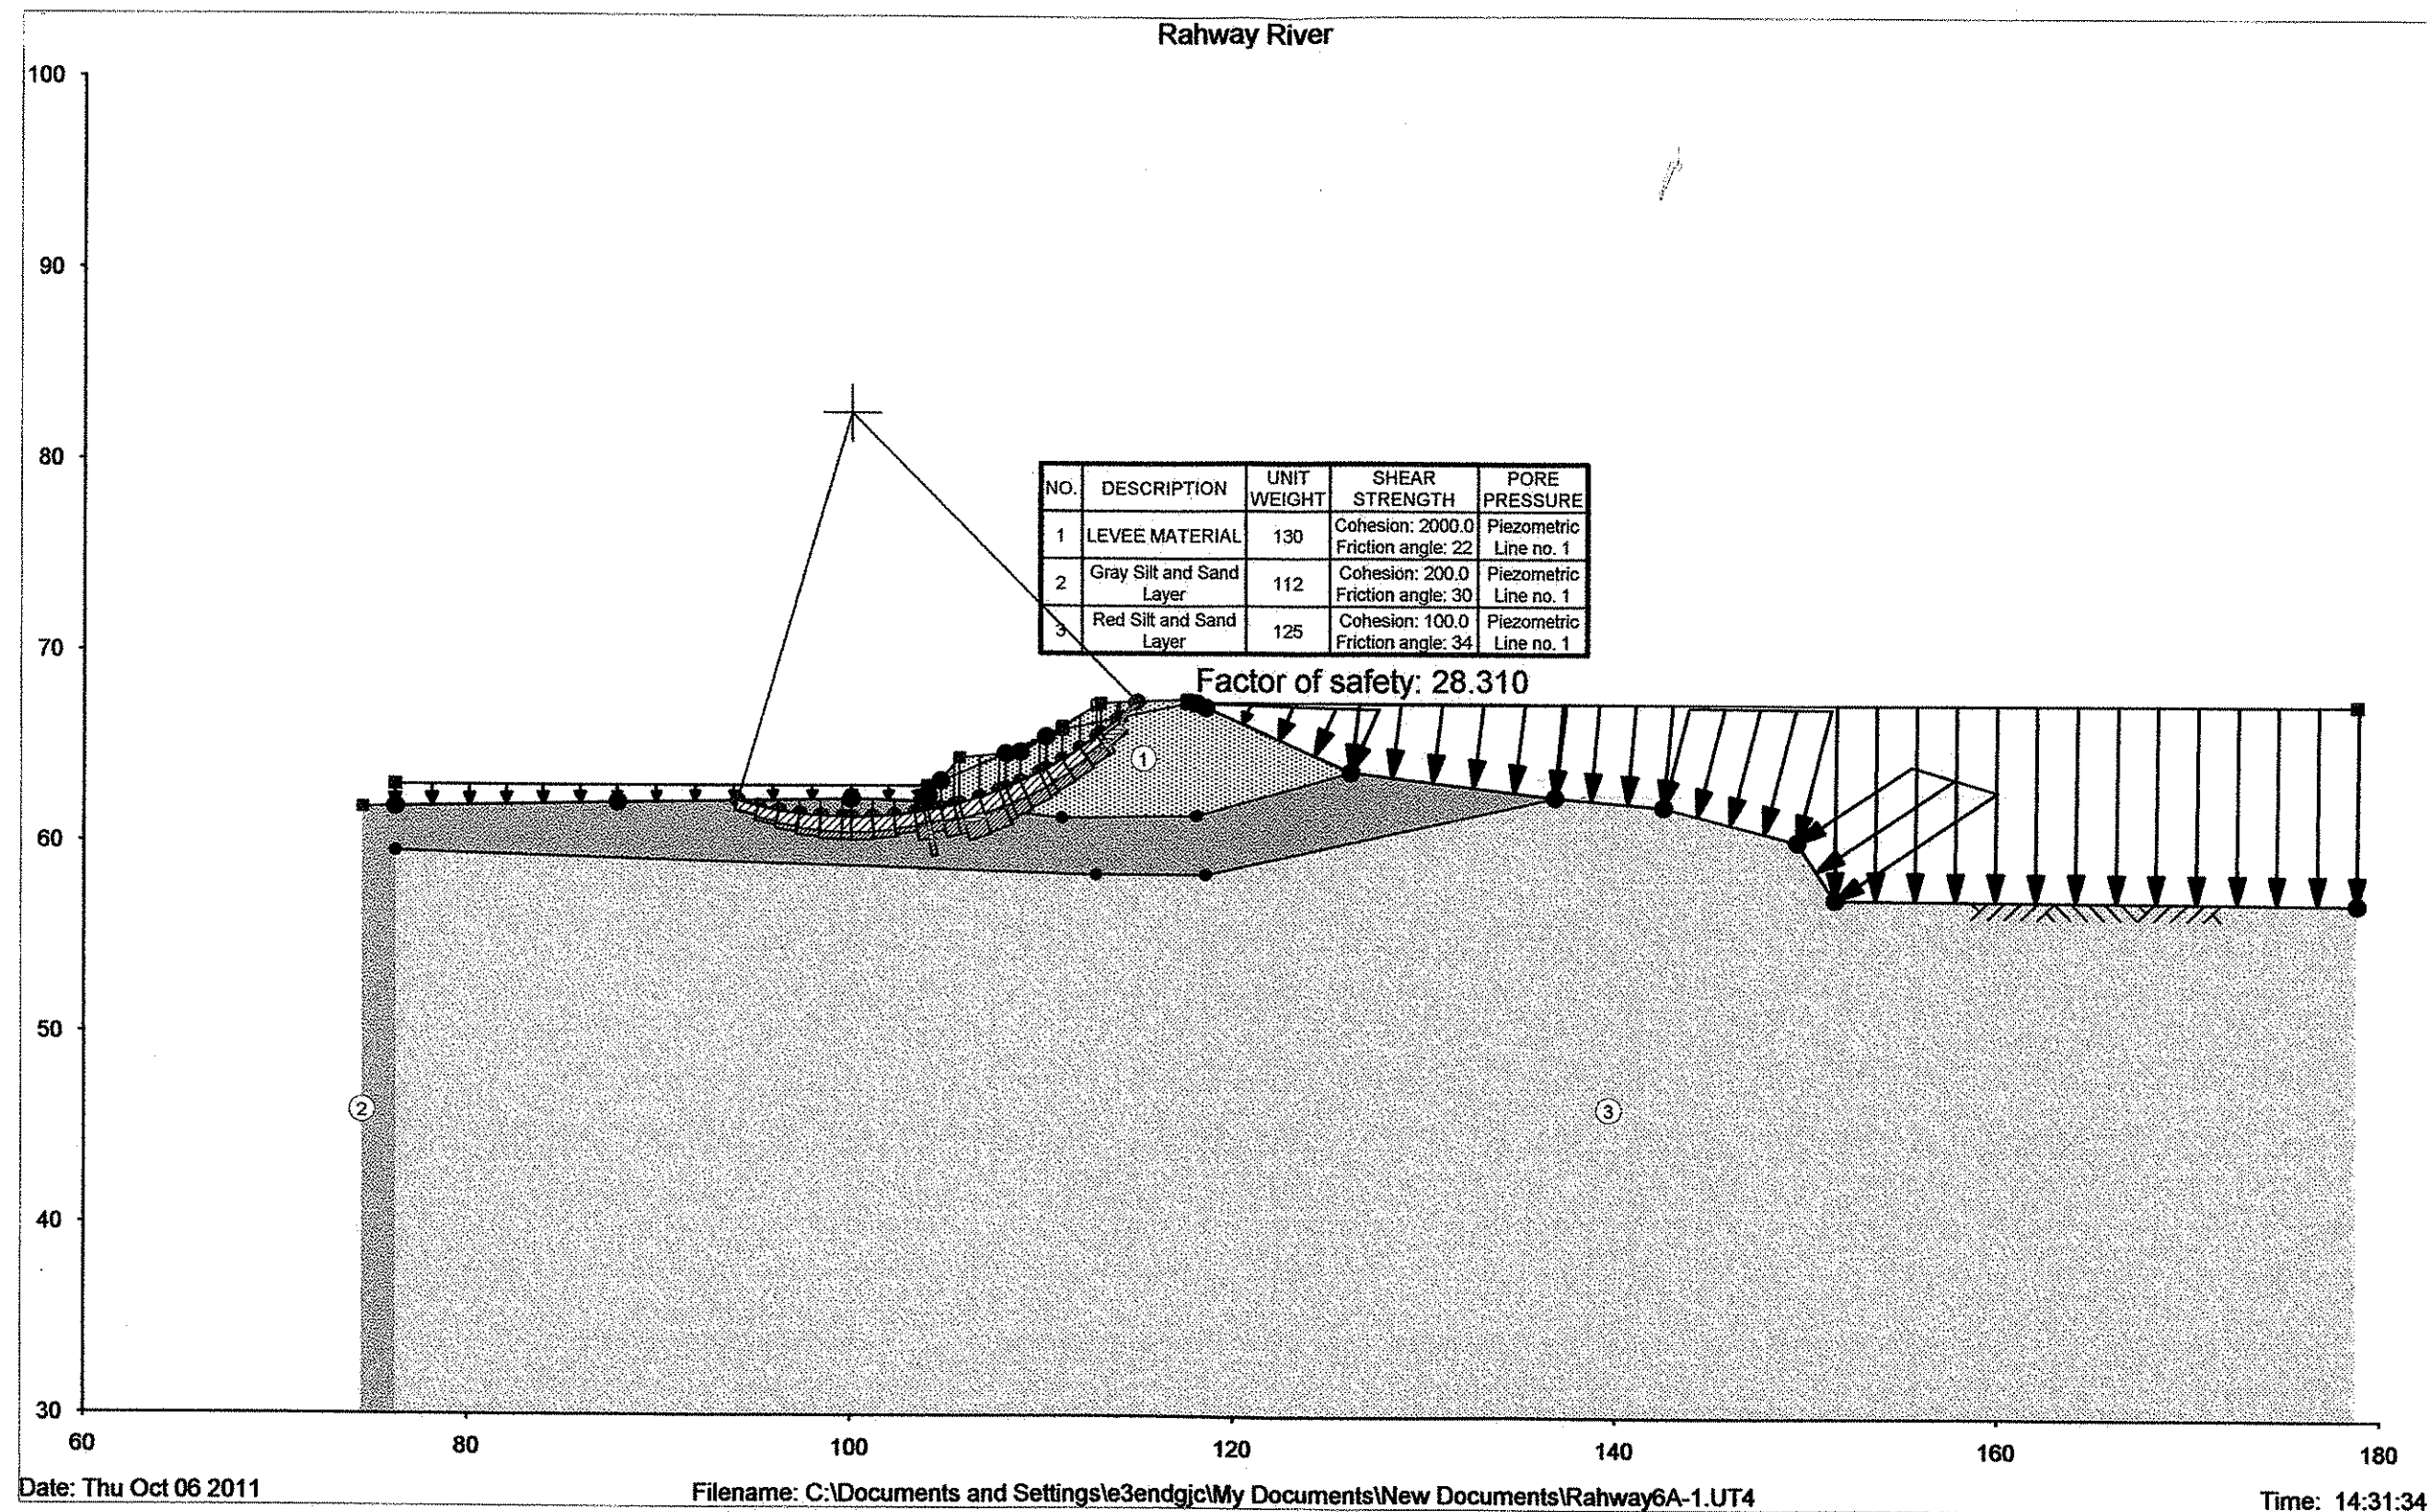 Rahway River
100
90
80
70
60
50
40
30
NO. DESCRIPTION UNIT WEIGHT SHEAR STRENGTH PORE PRESSURE
1 LEVEE MATERIAL 130 Cohesion: 2000.0 Friction angle: 22 Piezometric Line no. 1
2 Gray Silt and Sand Layer 112 Cohesion: 200.0 Friction angle: 30 Piezometric Line no. 1
3 Red Silt and Sand Layer 125 Cohesion: 100.0 Friction angle: 34 Piezometric Line no. 1
Factor of safety: 28.310
1
2
3
60 80 100 120 140 160 180
Date: Thu Oct 06 2011
Filename: C:\Documents and Settings\e3endgjc\My Documents\New Documents\Rahway6A-1.UT4
Time: 14:31:34